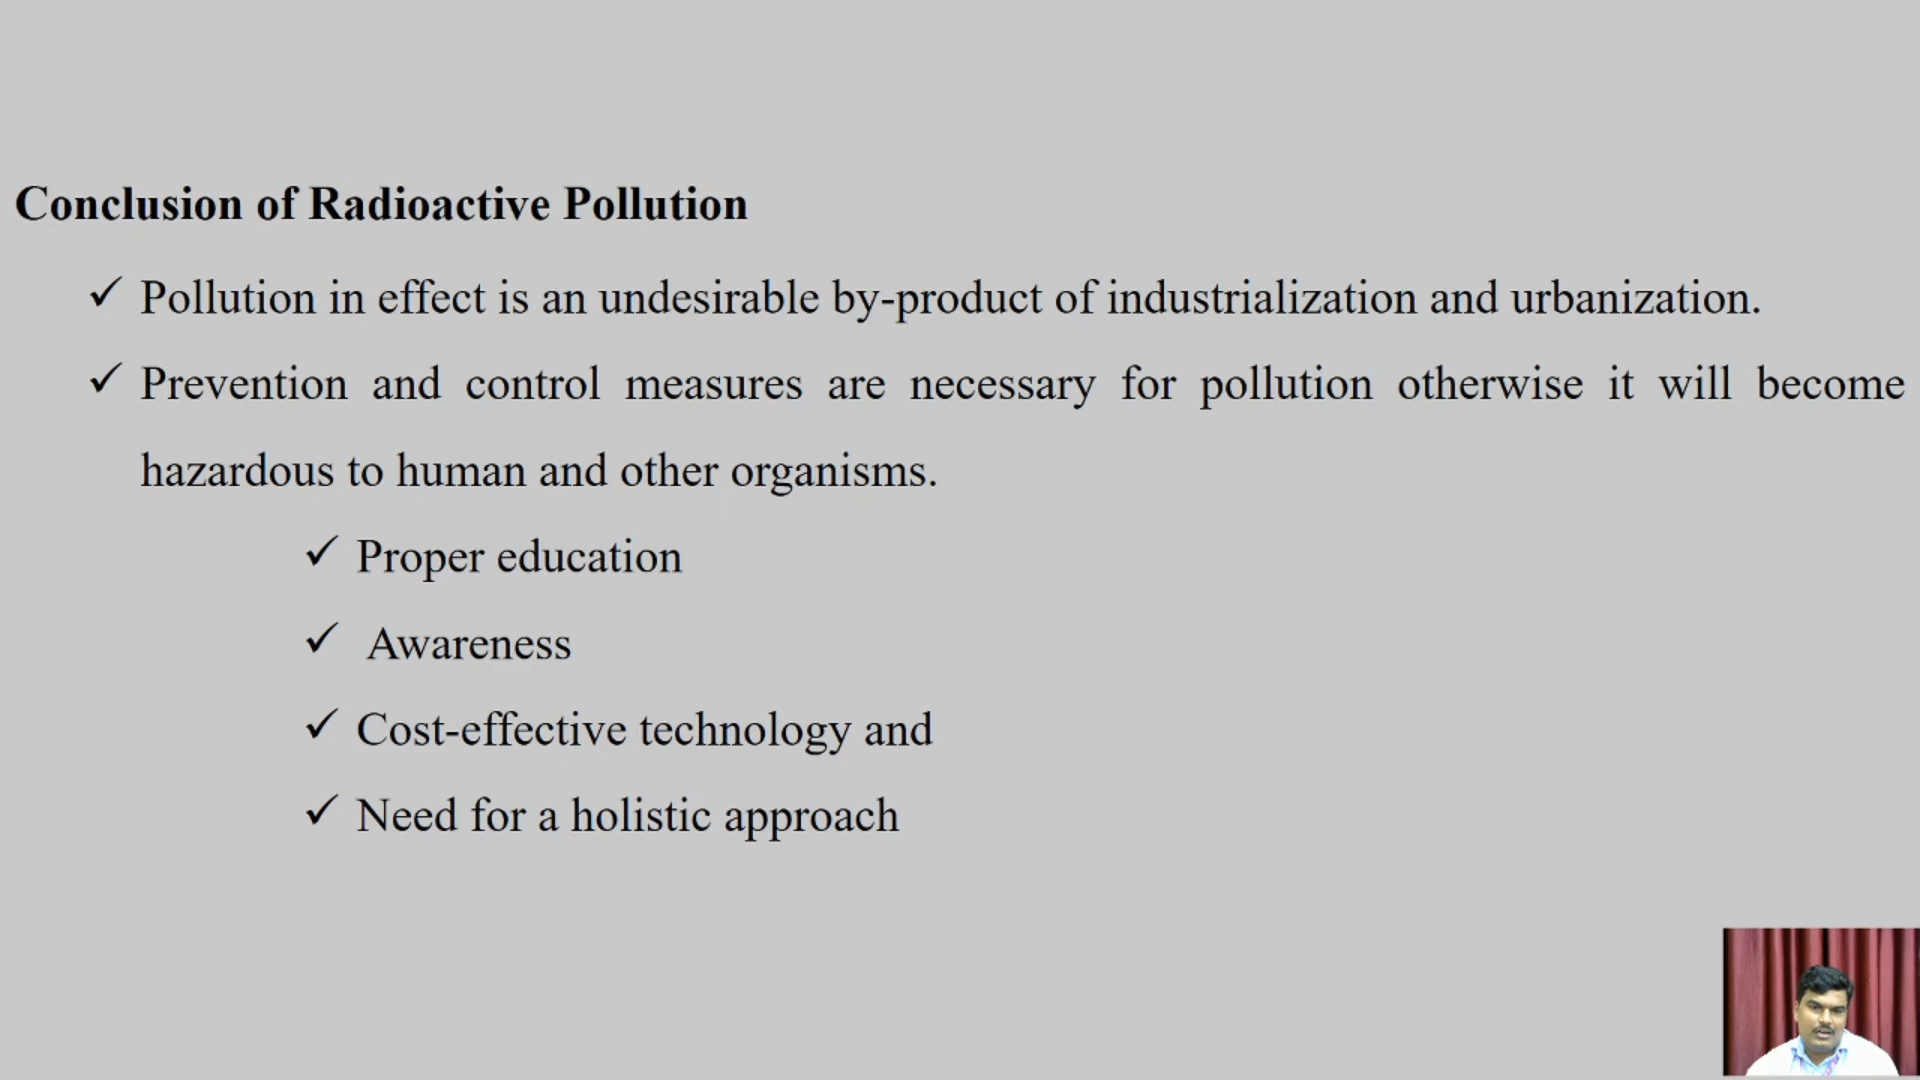 Conclusion of Radioactive Pollution
✓ Pollution in effect is an undesirable by-product of industrialization and urbanization.
✓ Prevention and control measures are necessary for pollution otherwise it will become
hazardous to human and other organisms.
✓ Proper education
✓ Awareness
✓ Cost-effective technology and
✓ Need for a holistic approach